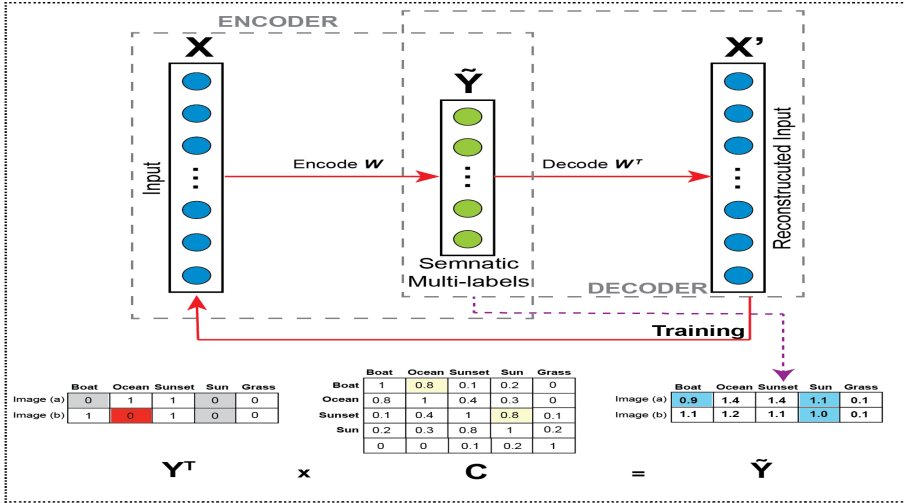 ENCODER
X
Ỹ
X’
Input
Encode W
Decode Wᵀ
Reconstrucuted Input
Semnatic
Multi-labels
DECODER
Training
Boat Ocean Sunset Sun Grass
Image (a) 0 1 1 0 0
Image (b) 1 0 1 0 0
Boat Ocean Sunset Sun Grass
Boat 1 0.8 0.1 0.2 0
Ocean 0.8 1 0.4 0.3 0
Sunset 0.1 0.4 1 0.8 0.1
Sun 0.2 0.3 0.8 1 0.2
0 0 0.1 0.2 1
Boat Ocean Sunset Sun Grass
Image (a) 0.9 1.4 1.4 1.1 0.1
Image (b) 1.1 1.2 1.1 1.0 0.1
Yᵀ x C = Ỹ